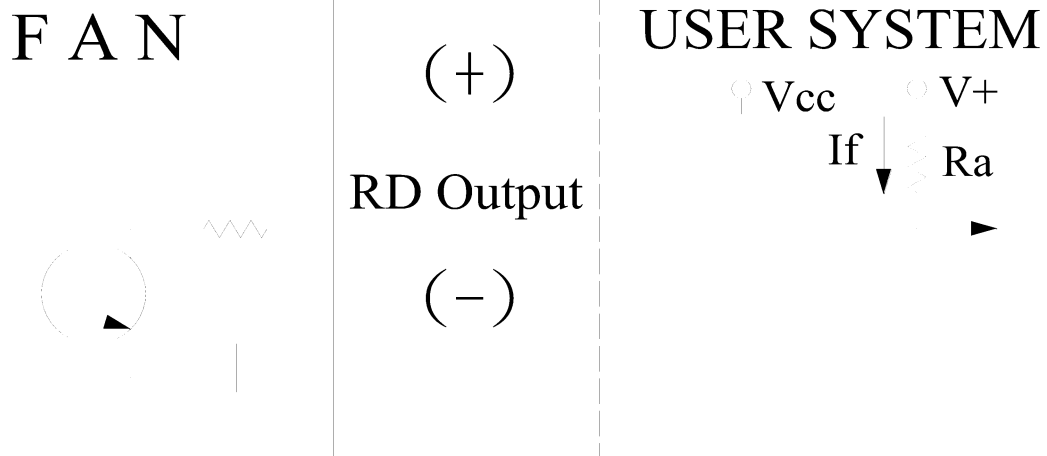 F A N
USER SYSTEM
(+)
Vcc
V+
If
Ra
RD Output
(−)